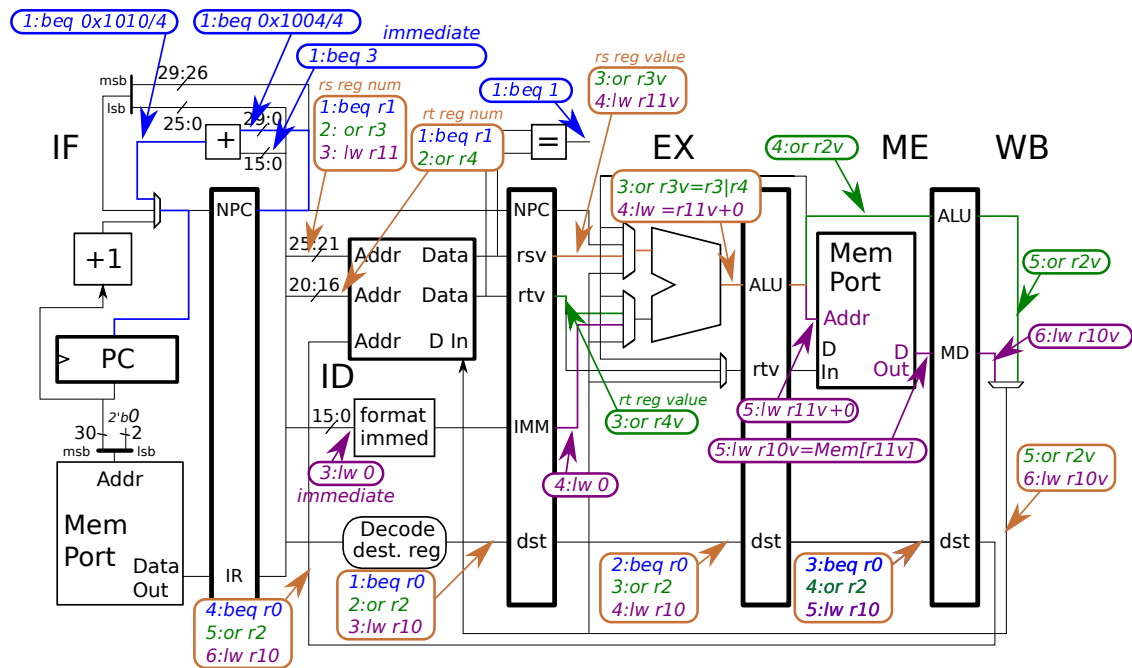 1:beq 0x1010/4
1:beq 0x1004/4
immediate
1:beq 3
29:26
msb
lsb
25:0
29:0
15:0
+
rs reg num
1:beq r1
2: or r3
3: lw r11
rt reg num
1:beq r1
2:or r4
1:beq 1
=
rs reg value
3:or r3v
4:lw r11v
IF
EX
ME
WB
4:or r2v
3:or r3v=r3|r4
4:lw =r11v+0
NPC
NPC
ALU
+1
25:21
20:16
Addr
Data
Addr
Data
Addr
D In
rsv
rtv
ALU
Mem
Port
Addr
D
In
D
Out
MD
5:or r2v
6:lw r10v
PC
ID
rtv
30
2'b0
2
msb
lsb
15:0
format
immed
IMM
rt reg value
3:or r4v
5:lw r11v+0
5:lw r10v=Mem[r11v]
3:lw 0
immediate
4:lw 0
5:or r2v
6:lw r10v
Addr
Mem
Port
Data
Out
IR
Decode
dest. reg
dst
dst
dst
4:beq r0
5:or r2
6:lw r10
1:beq r0
2:or r2
3:lw r10
2:beq r0
3:or r2
4:lw r10
3:beq r0
4:or r2
5:lw r10